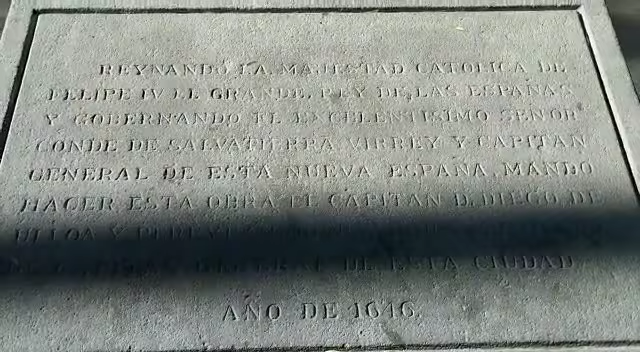 REYNANDO LA MAJESTAD CATOLICA DE
FELIPE IV EL GRANDE, REY DE LAS ESPAÑAS
Y GOBERNANDO EL EXCELENTISIMO SEÑOR
CONDE DE SALVATIERRA VIRREY Y CAPITAN
GENERAL DE ESTA NUEVA ESPAÑA, MANDO
HACER ESTA OBRA EL CAPITAN D. DIEGO DE
ULLOA Y
GENERAL DE ESTA CIUDAD
AÑO DE 1646.